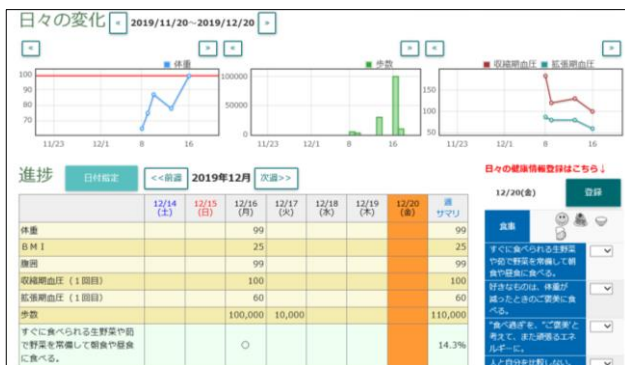 日々の変化 « 2019/11/20~2019/12/20 »
« » « » « »
体重
100
90
80
70
11/23 12/1 8 16
歩数
100000
50000
0
11/23 12/1 8 16
収縮期血圧 拡張期血圧
150
100
50
11/23 12/1 8 16
進捗 日付指定 <<前週 2019年12月 次週>>
12/14(土) 12/15(日) 12/16(月) 12/17(火) 12/18(水) 12/19(木) 12/20(金) 週サマリ
体重 99 99
BMI 25 25
腹囲 99 99
収縮期血圧(1回目) 100 100
拡張期血圧(1回目) 60 60
歩数 100,000 10,000 110,000
すぐに食べられる生野菜や茹
で野菜を常備して朝食や昼食
に食べる。
○ 14.3%
日々の健康情報登録はこちら↓
12/20(金) 登録
食事
すぐに食べられる生野菜
や茹で野菜を常備して朝
食や昼食に食べる。
好きなものは、体重が
減ったときのご褒美に食
べる。
"食べ過ぎ"を、"ご褒美"と
考えて、また頑張るエネ
ルギーに。
人と自分を比較しない。